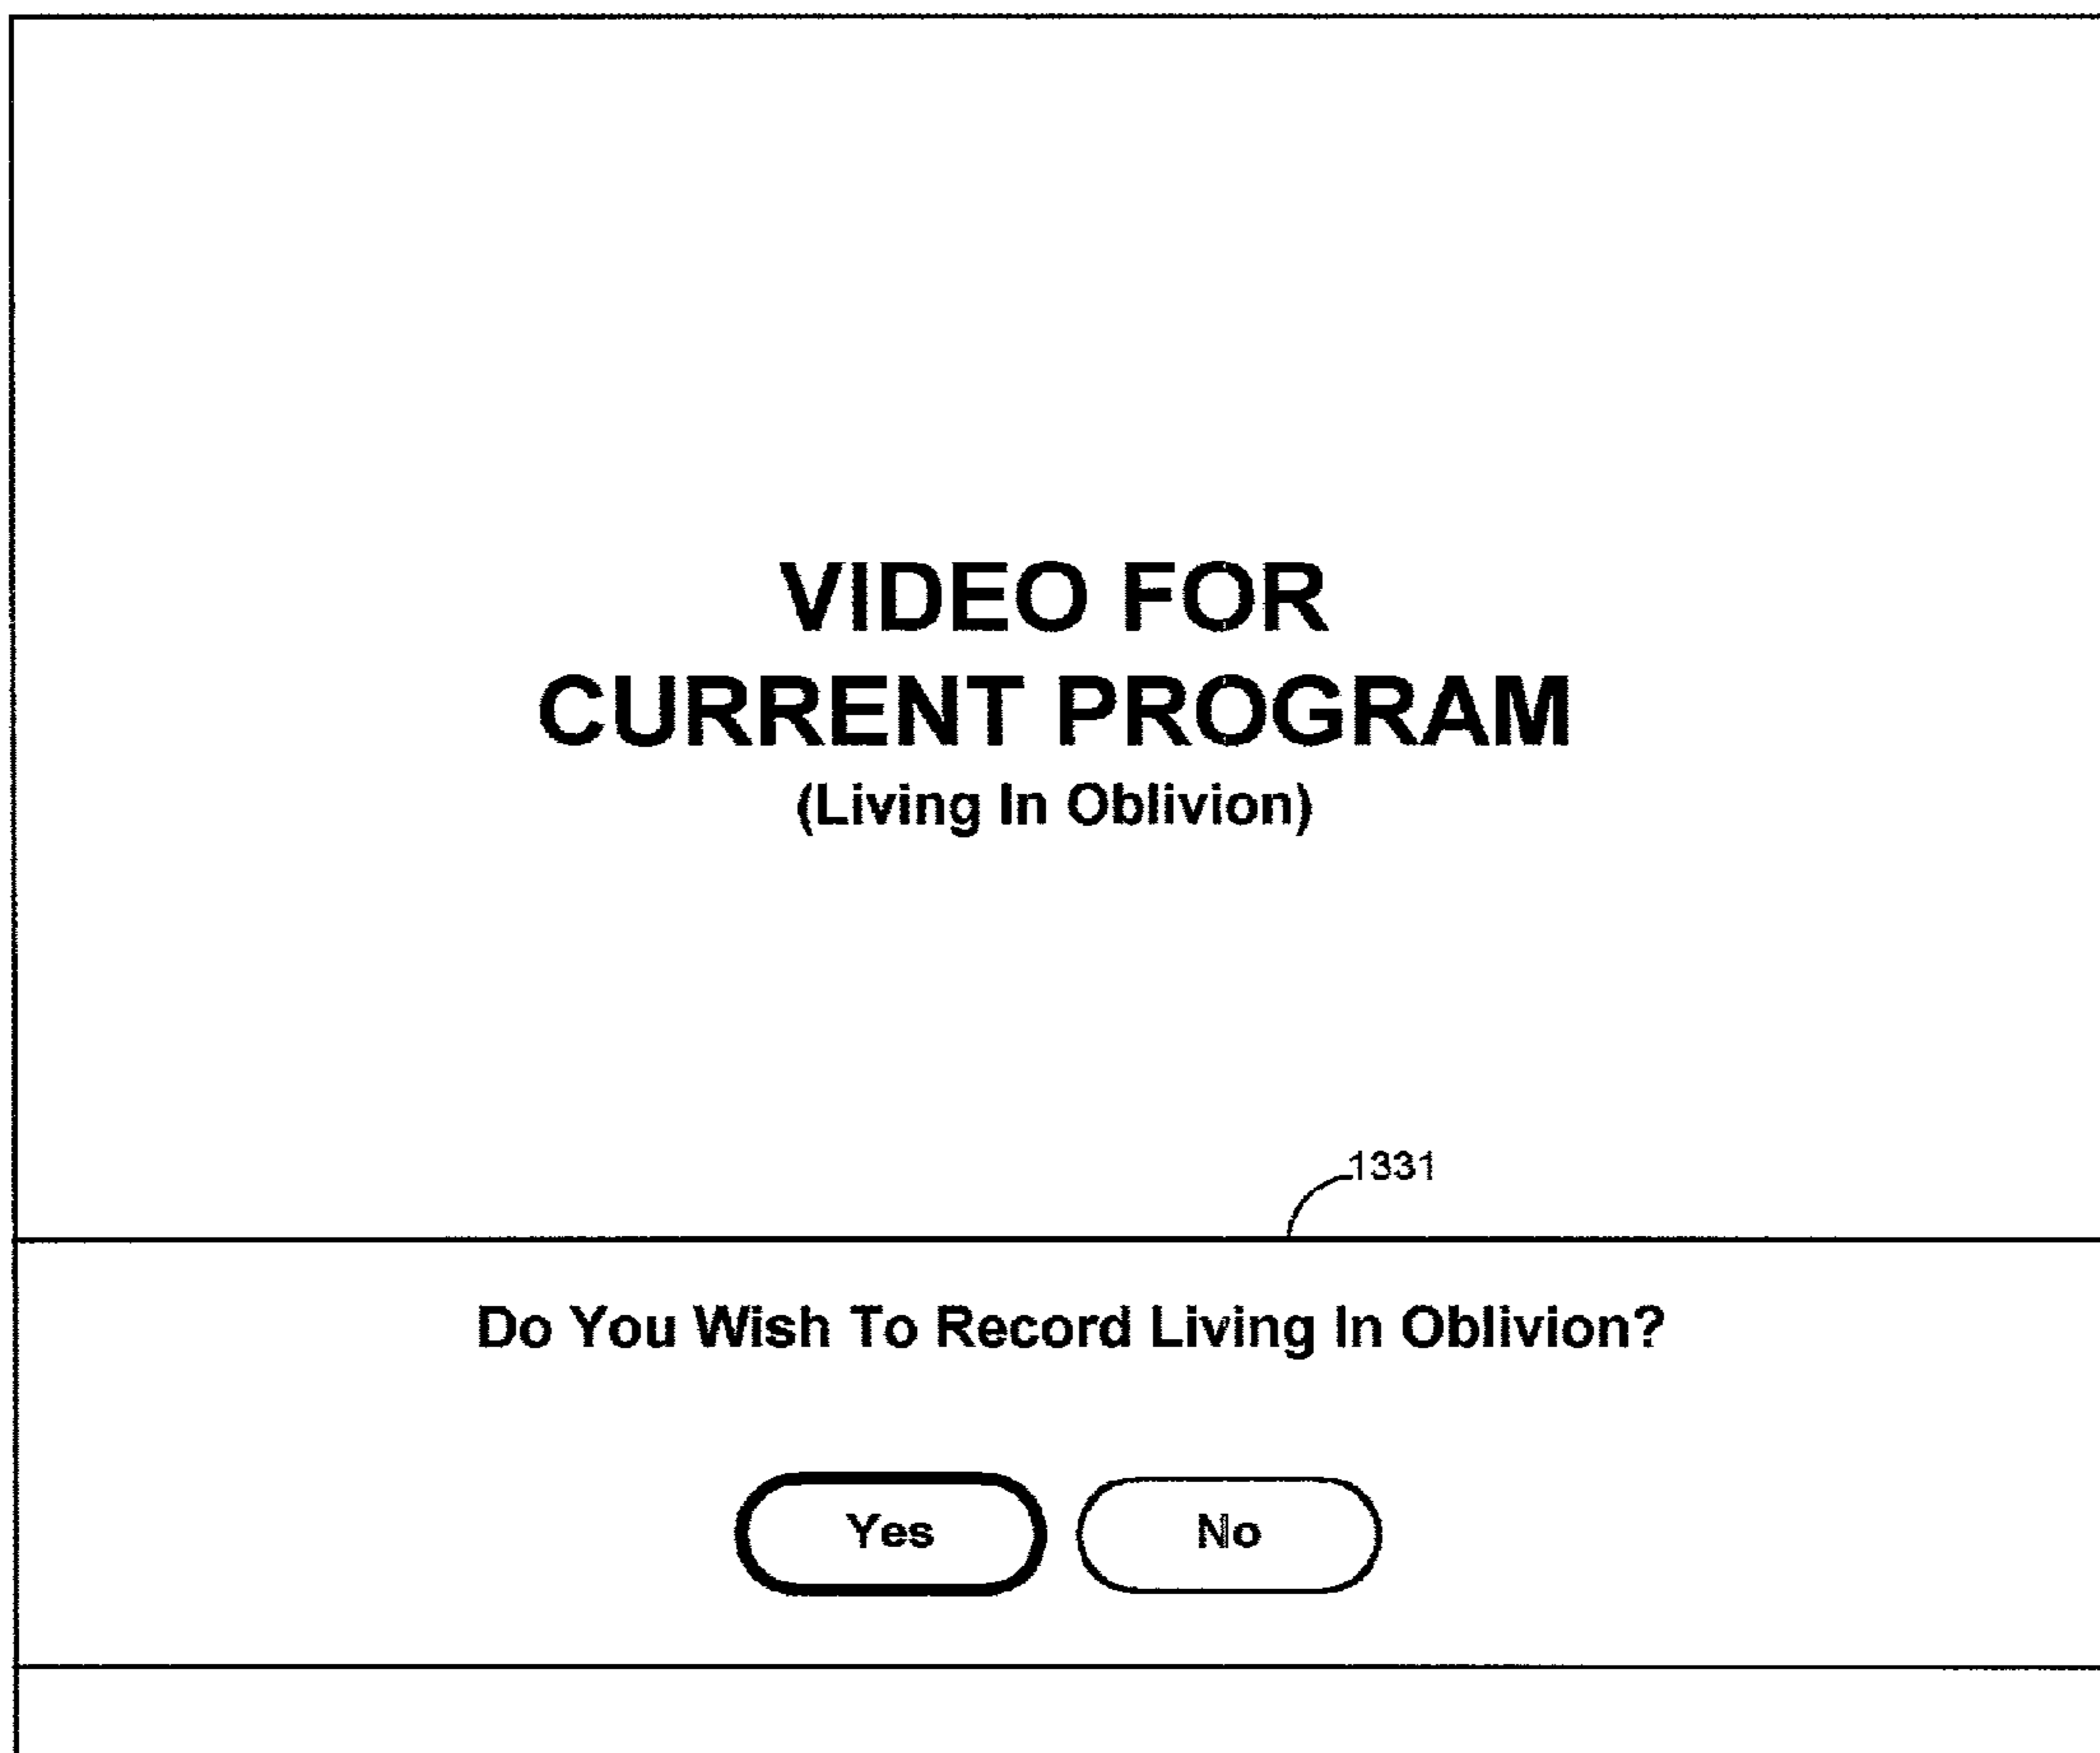 VIDEO FOR
CURRENT PROGRAM
(Living In Oblivion)
1331
Do You Wish To Record Living In Oblivion?
Yes No